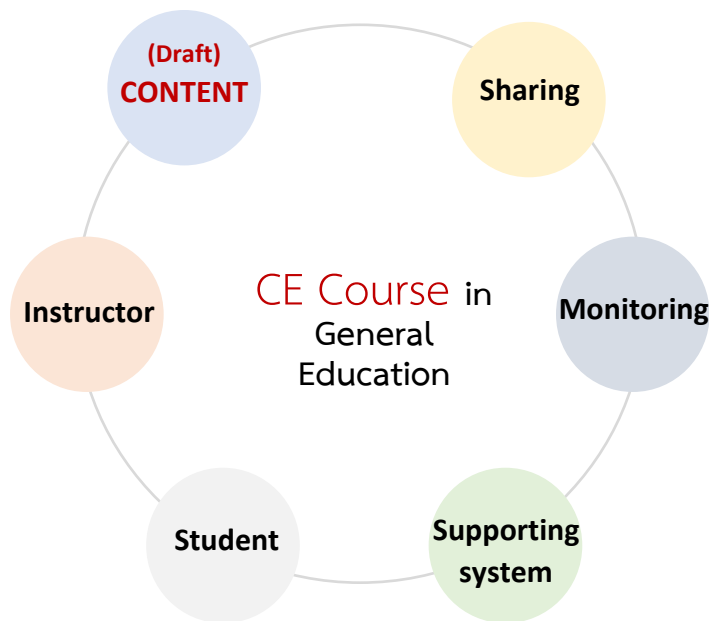 (Draft)
CONTENT
Sharing
Instructor
CE Course in
General
Education
Monitoring
Student
Supporting
system